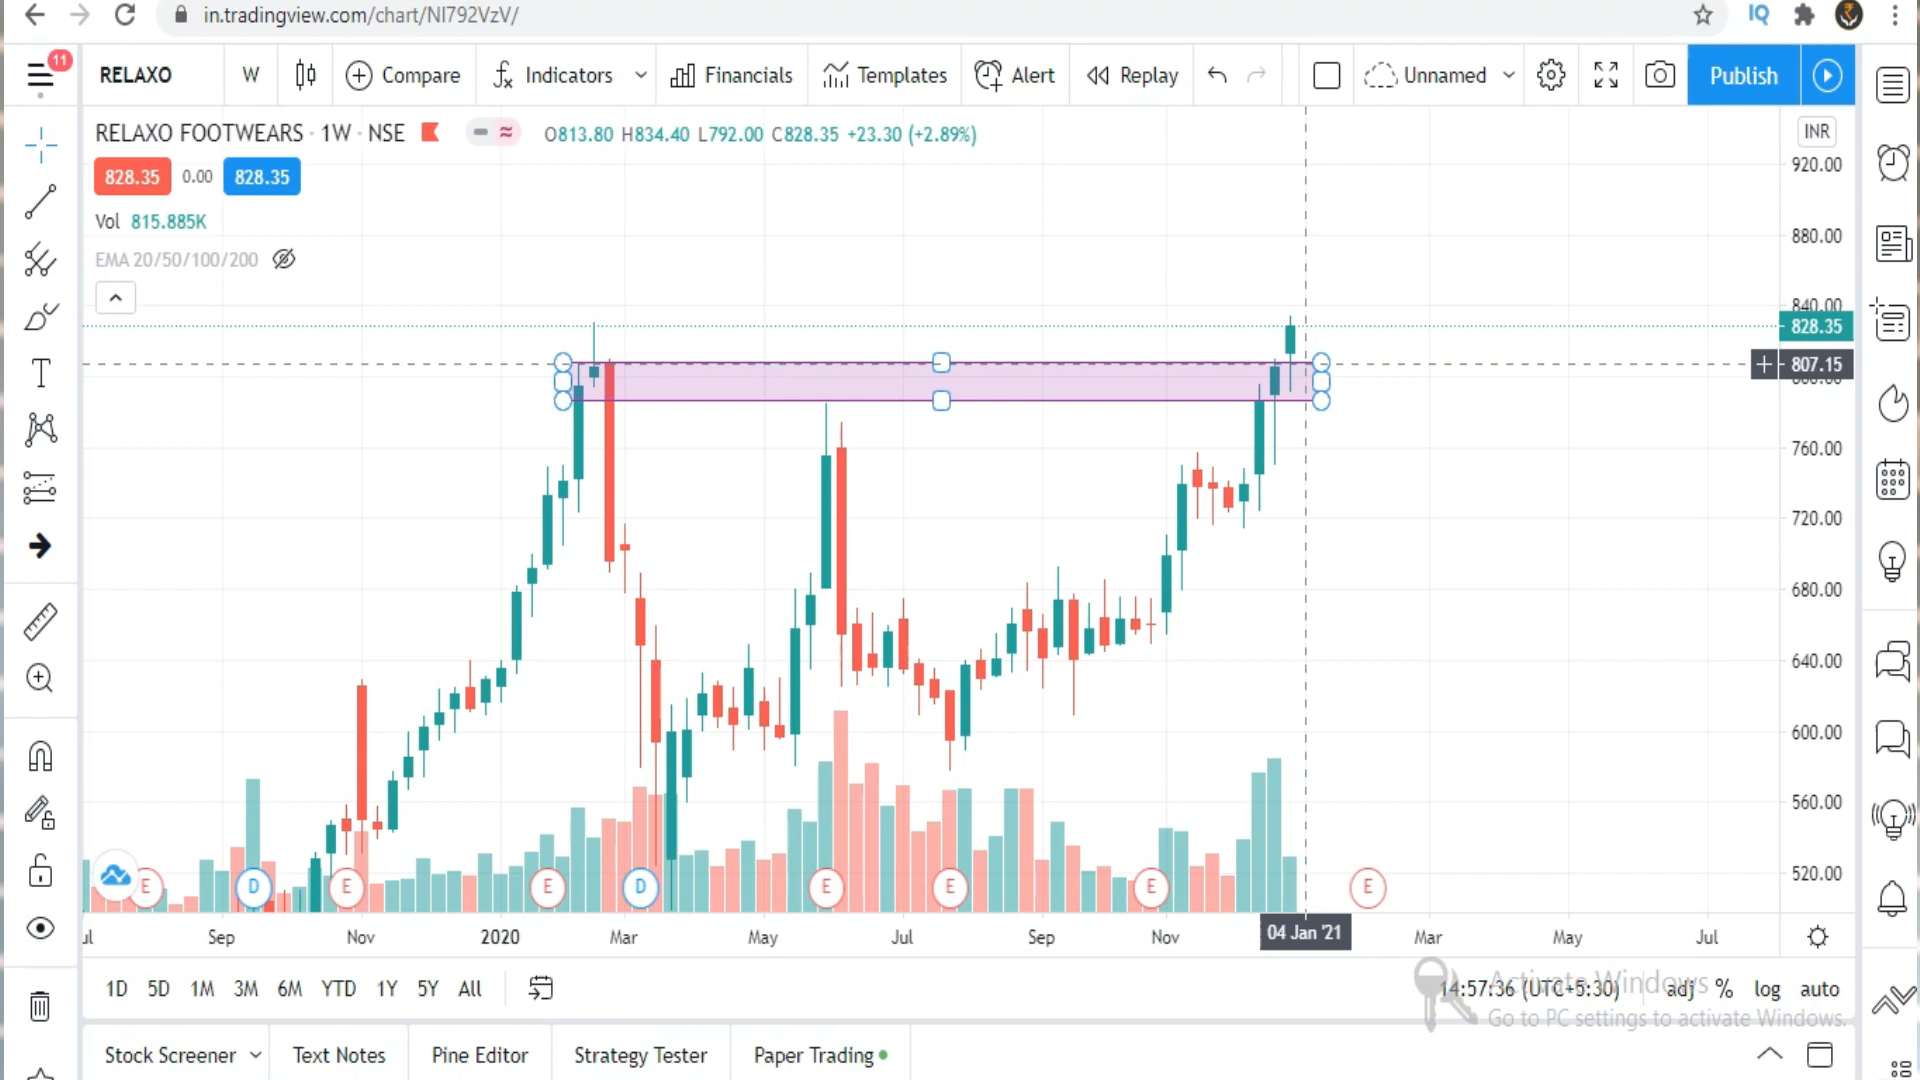 in.tradingview.com/chart/NI792VzV/
IQ
11
RELAXO W Compare Indicators Financials Templates Alert Replay Unnamed Publish
RELAXO FOOTWEARS · 1W · NSE O813.80 H834.40 L792.00 C828.35 +23.30 (+2.89%)
INR
828.35 0.00 828.35
Vol 815.885K
EMA 20/50/100/200
920.00
880.00
840.00
828.35
807.15
800.00
760.00
720.00
680.00
640.00
600.00
560.00
520.00
E D E E D E E E E
Sep Nov 2020 Mar May Jul Sep Nov 04 Jan '21 Mar May Jul
1D 5D 1M 3M 6M YTD 1Y 5Y All
14:57:36 (UTC+5:30) adj % log auto
Activate Windows
Go to PC settings to activate Windows.
Stock Screener Text Notes Pine Editor Strategy Tester Paper Trading